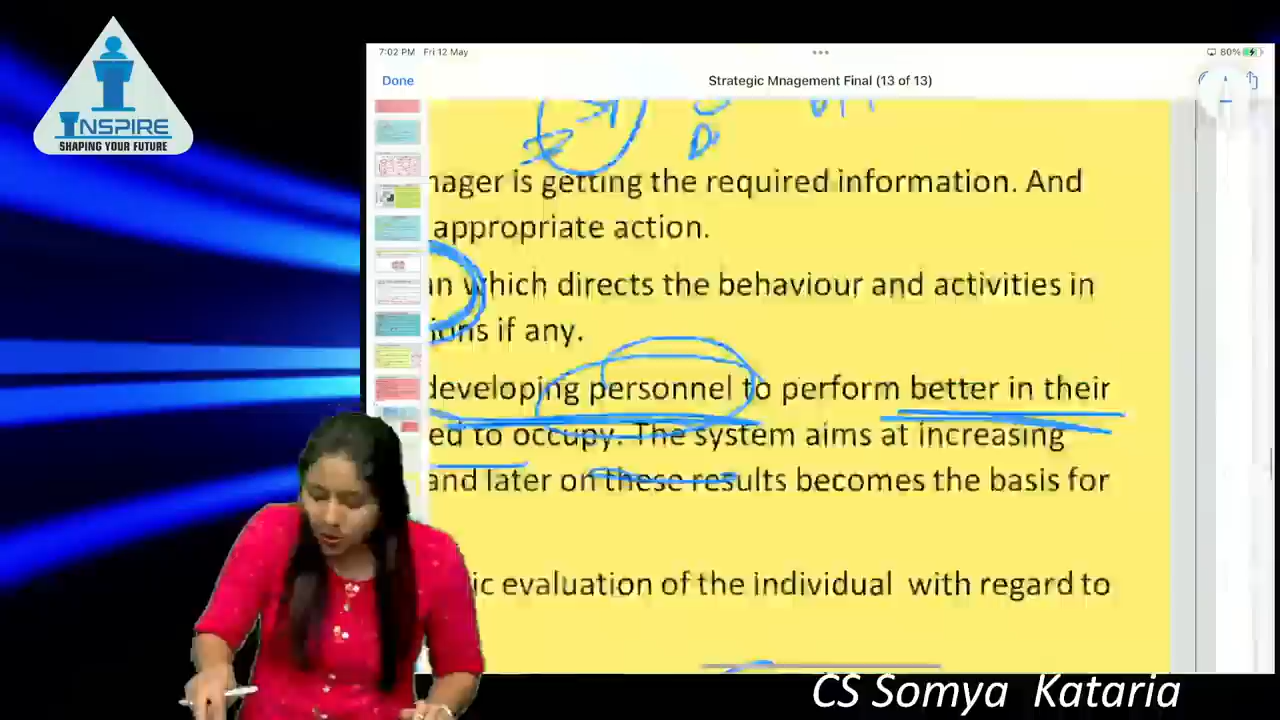 INSPIRE
SHAPING YOUR FUTURE
7:02 PM Fri 12 May
80%
Done
Strategic Mnagement Final (13 of 13)
nager is getting the required information. And
appropriate action.
which directs the behaviour and activities in
if any.
developing personnel to perform better in their
ed to occupy. The system aims at increasing
and later on these results becomes the basis for
ic evaluation of the individual with regard to
CS Somya Kataria